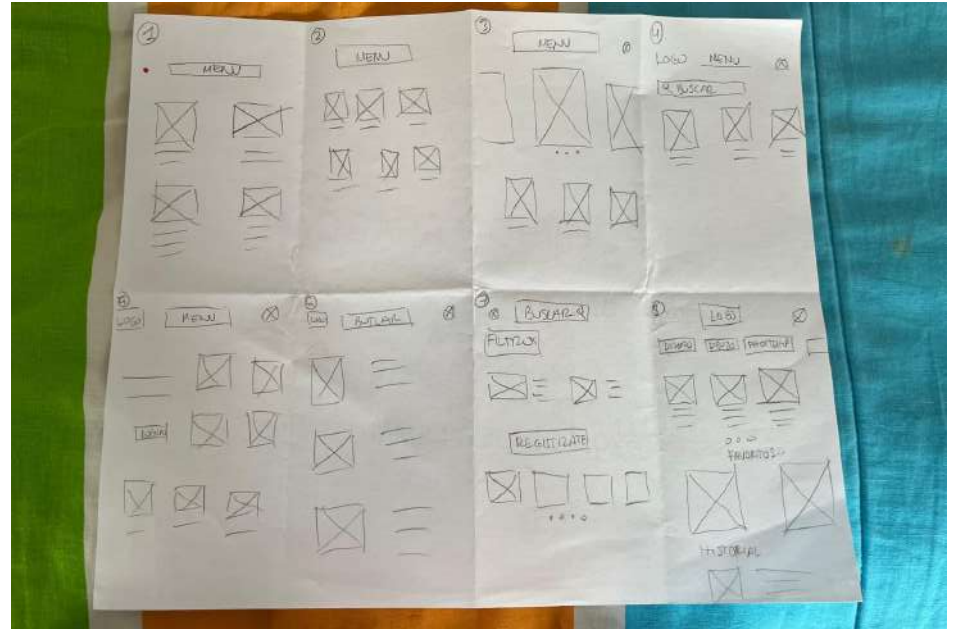 1
MENU
2
MENU
3
MENU
4
LOGO MENU
BUSCAR
5
LOGO MENU
6
BUSCAR
7
BUSCAR
FILTROS
REGISTRATE
8
LOGO
DIBUJO
FAVORITOS
HISTORIAL